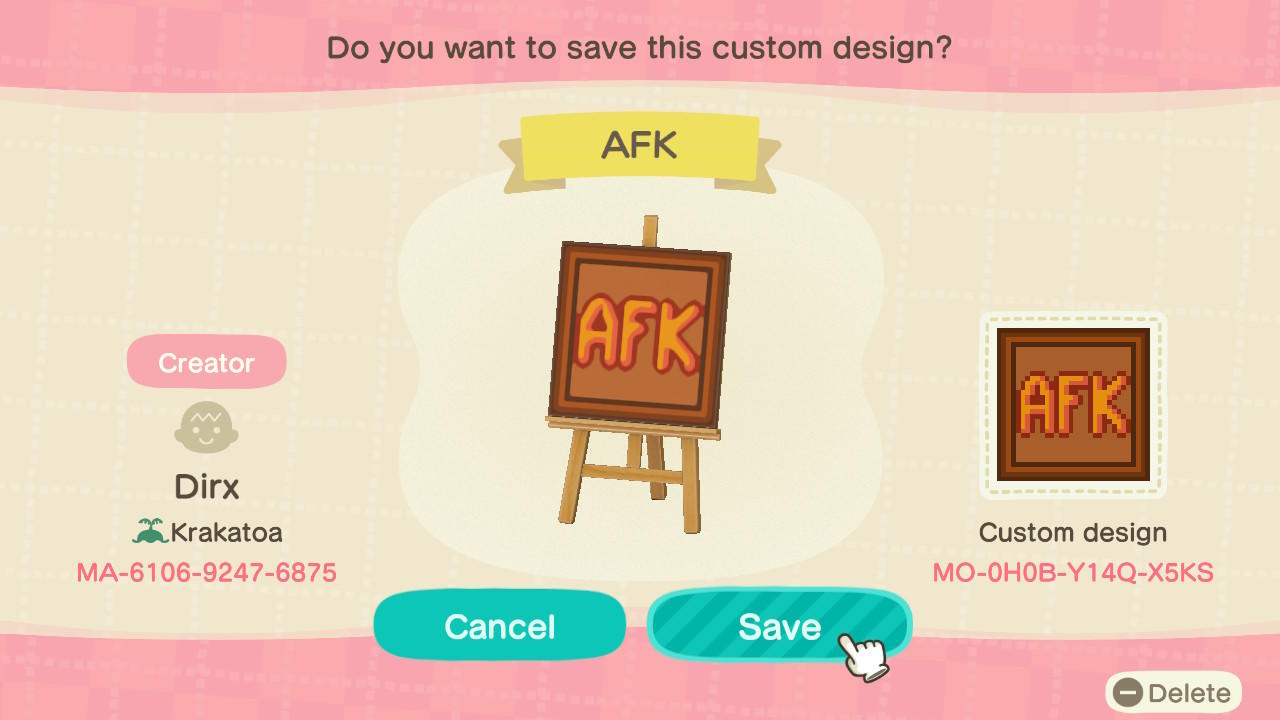 Do you want to save this custom design?
AFK
AFK
AFK
Creator
Dirx
Krakatoa
MA-6106-9247-6875
Custom design
MO-0H0B-Y14Q-X5KS
Cancel
Save
Delete